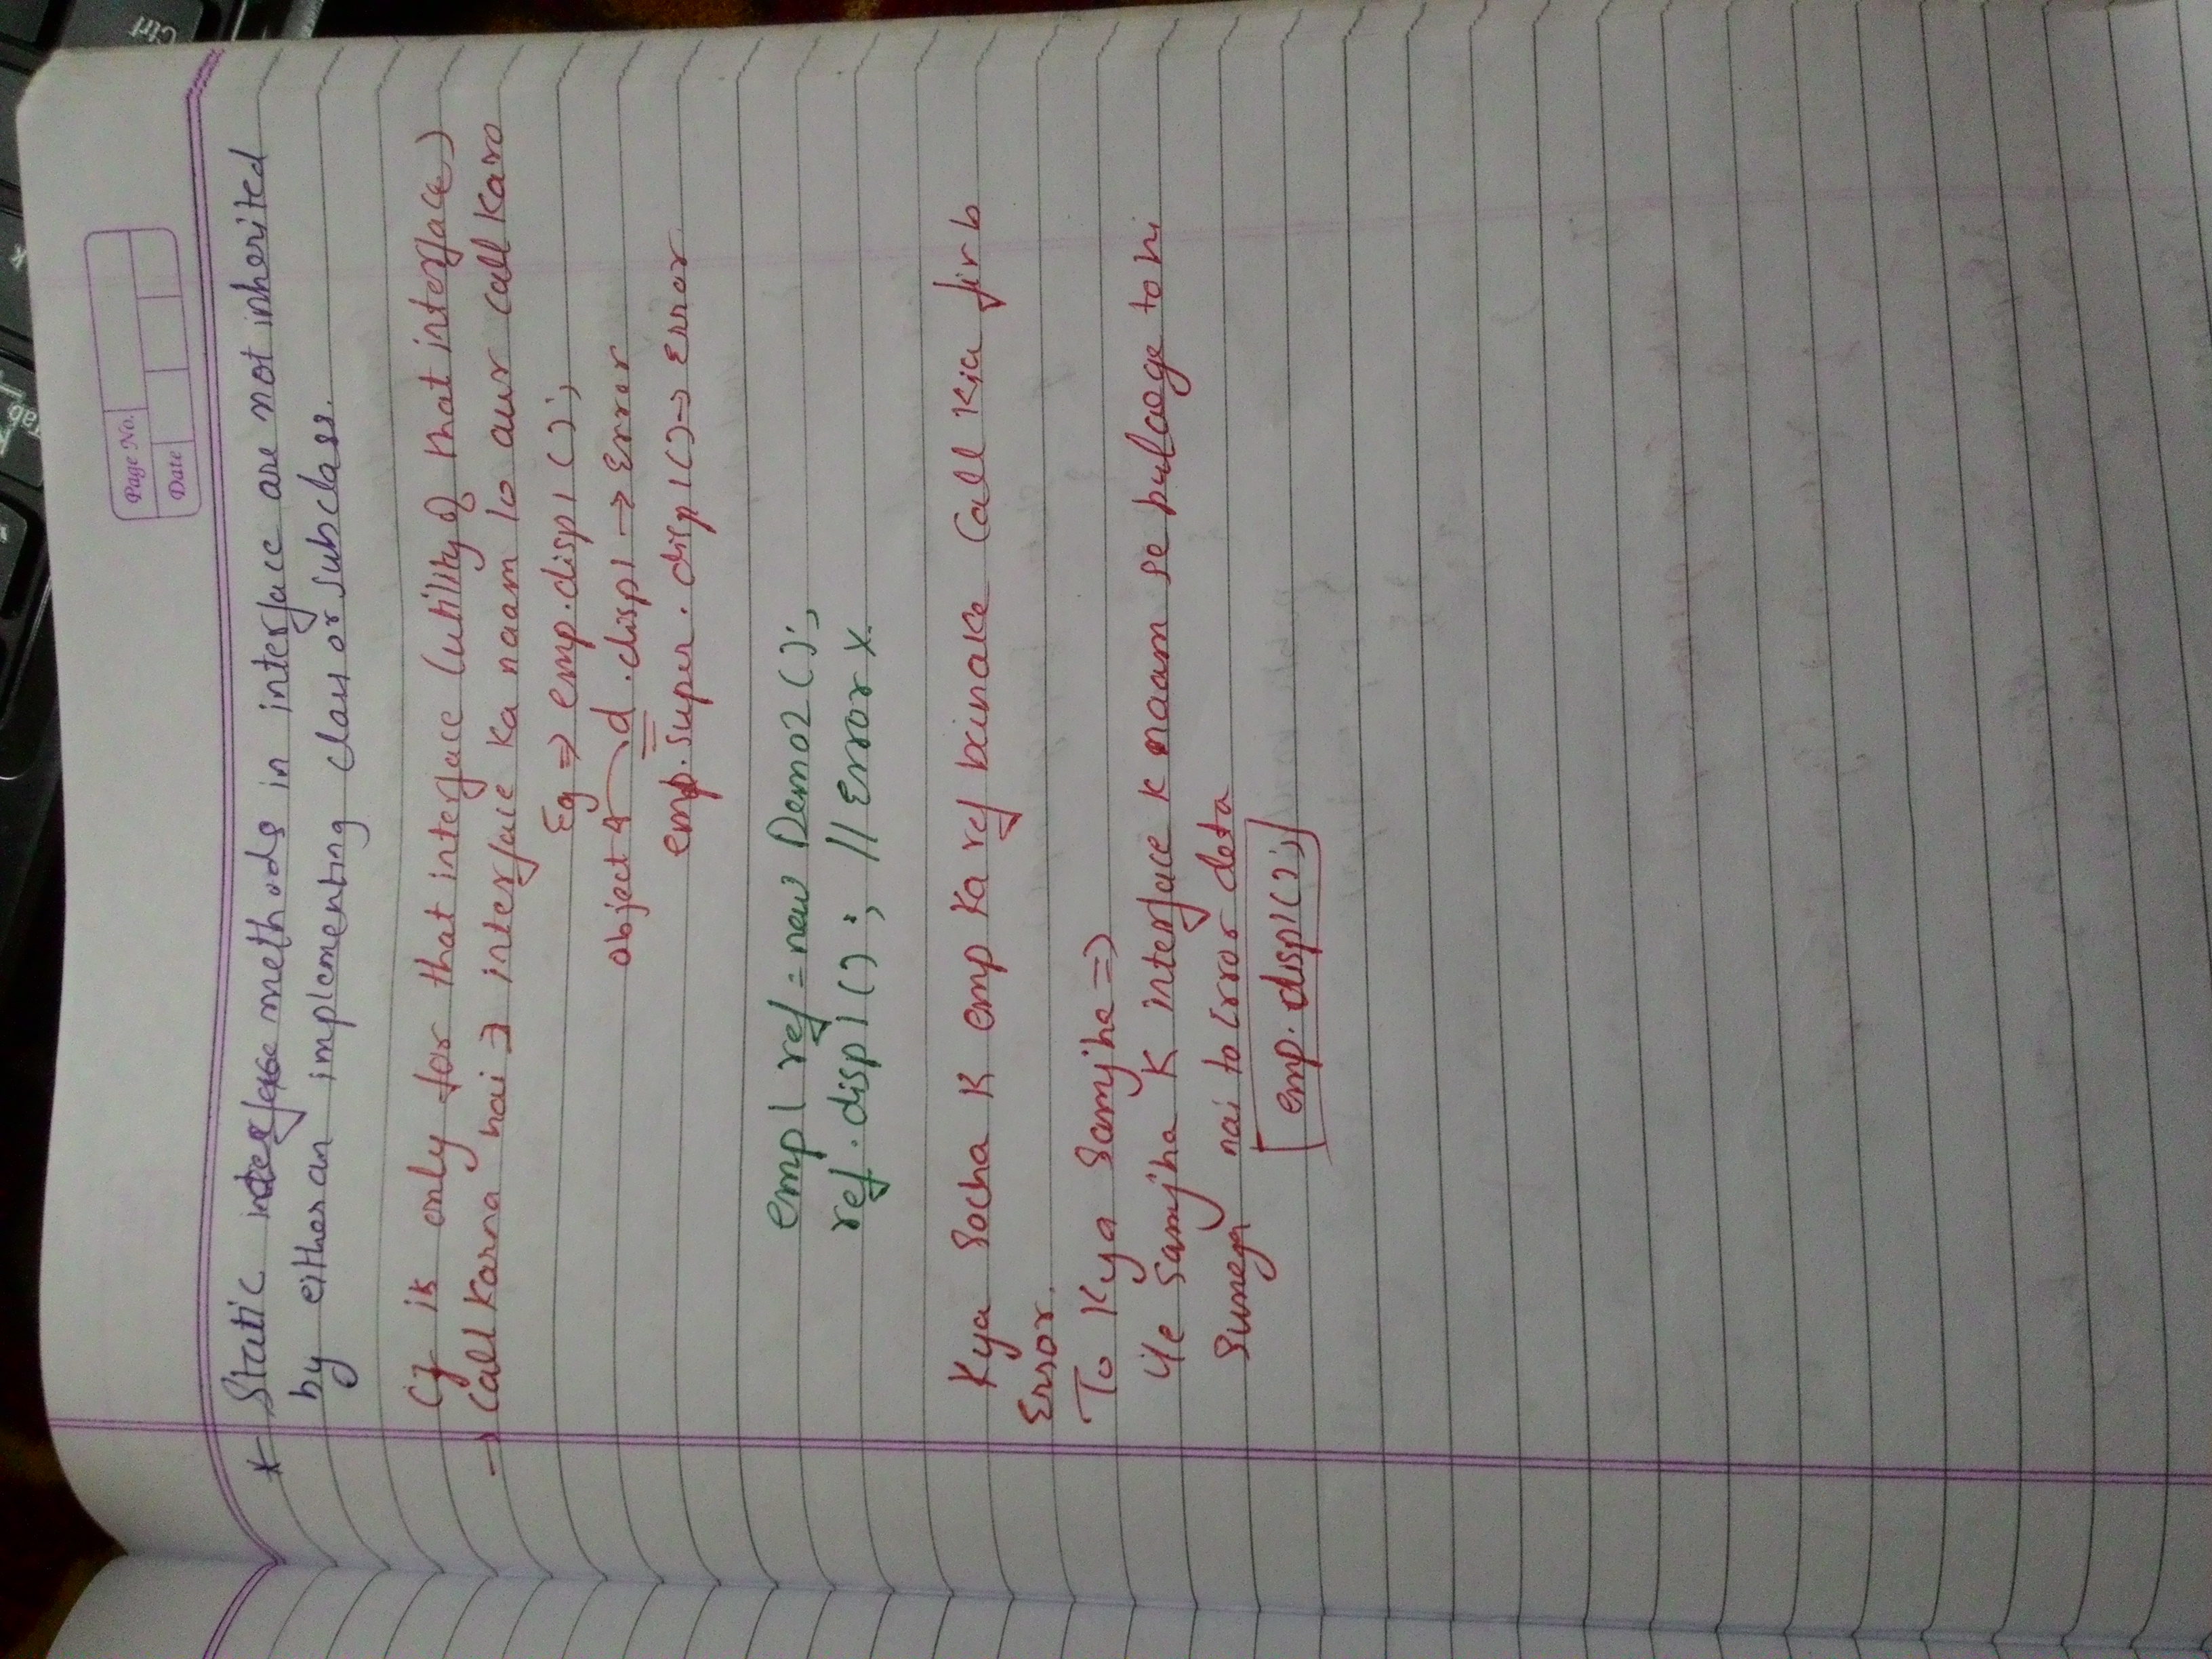 Tab
k
Ctrl
Page No.
Date
* Static methods in interface are not inherited
by either an implementing class or subclass.
Cz is only for that interface (utility of that interface)
→ Call Karna hai ⇒ interface Ka naam lo aur call Karo
Eg ⇒ emp.disp1();
object d.disp1 → Error
emp.super.disp1() → Error
emp1 ref = new Demo2();
ref.disp1(); // Error x.
Kya Socha K emp Ka ref banake Call Kia fir b
Error.
To Kya Samjhe ⇒
Ye Samjha K interface K naam se bulaoge to hi
Sunega nai to Error deta
emp.disp1();